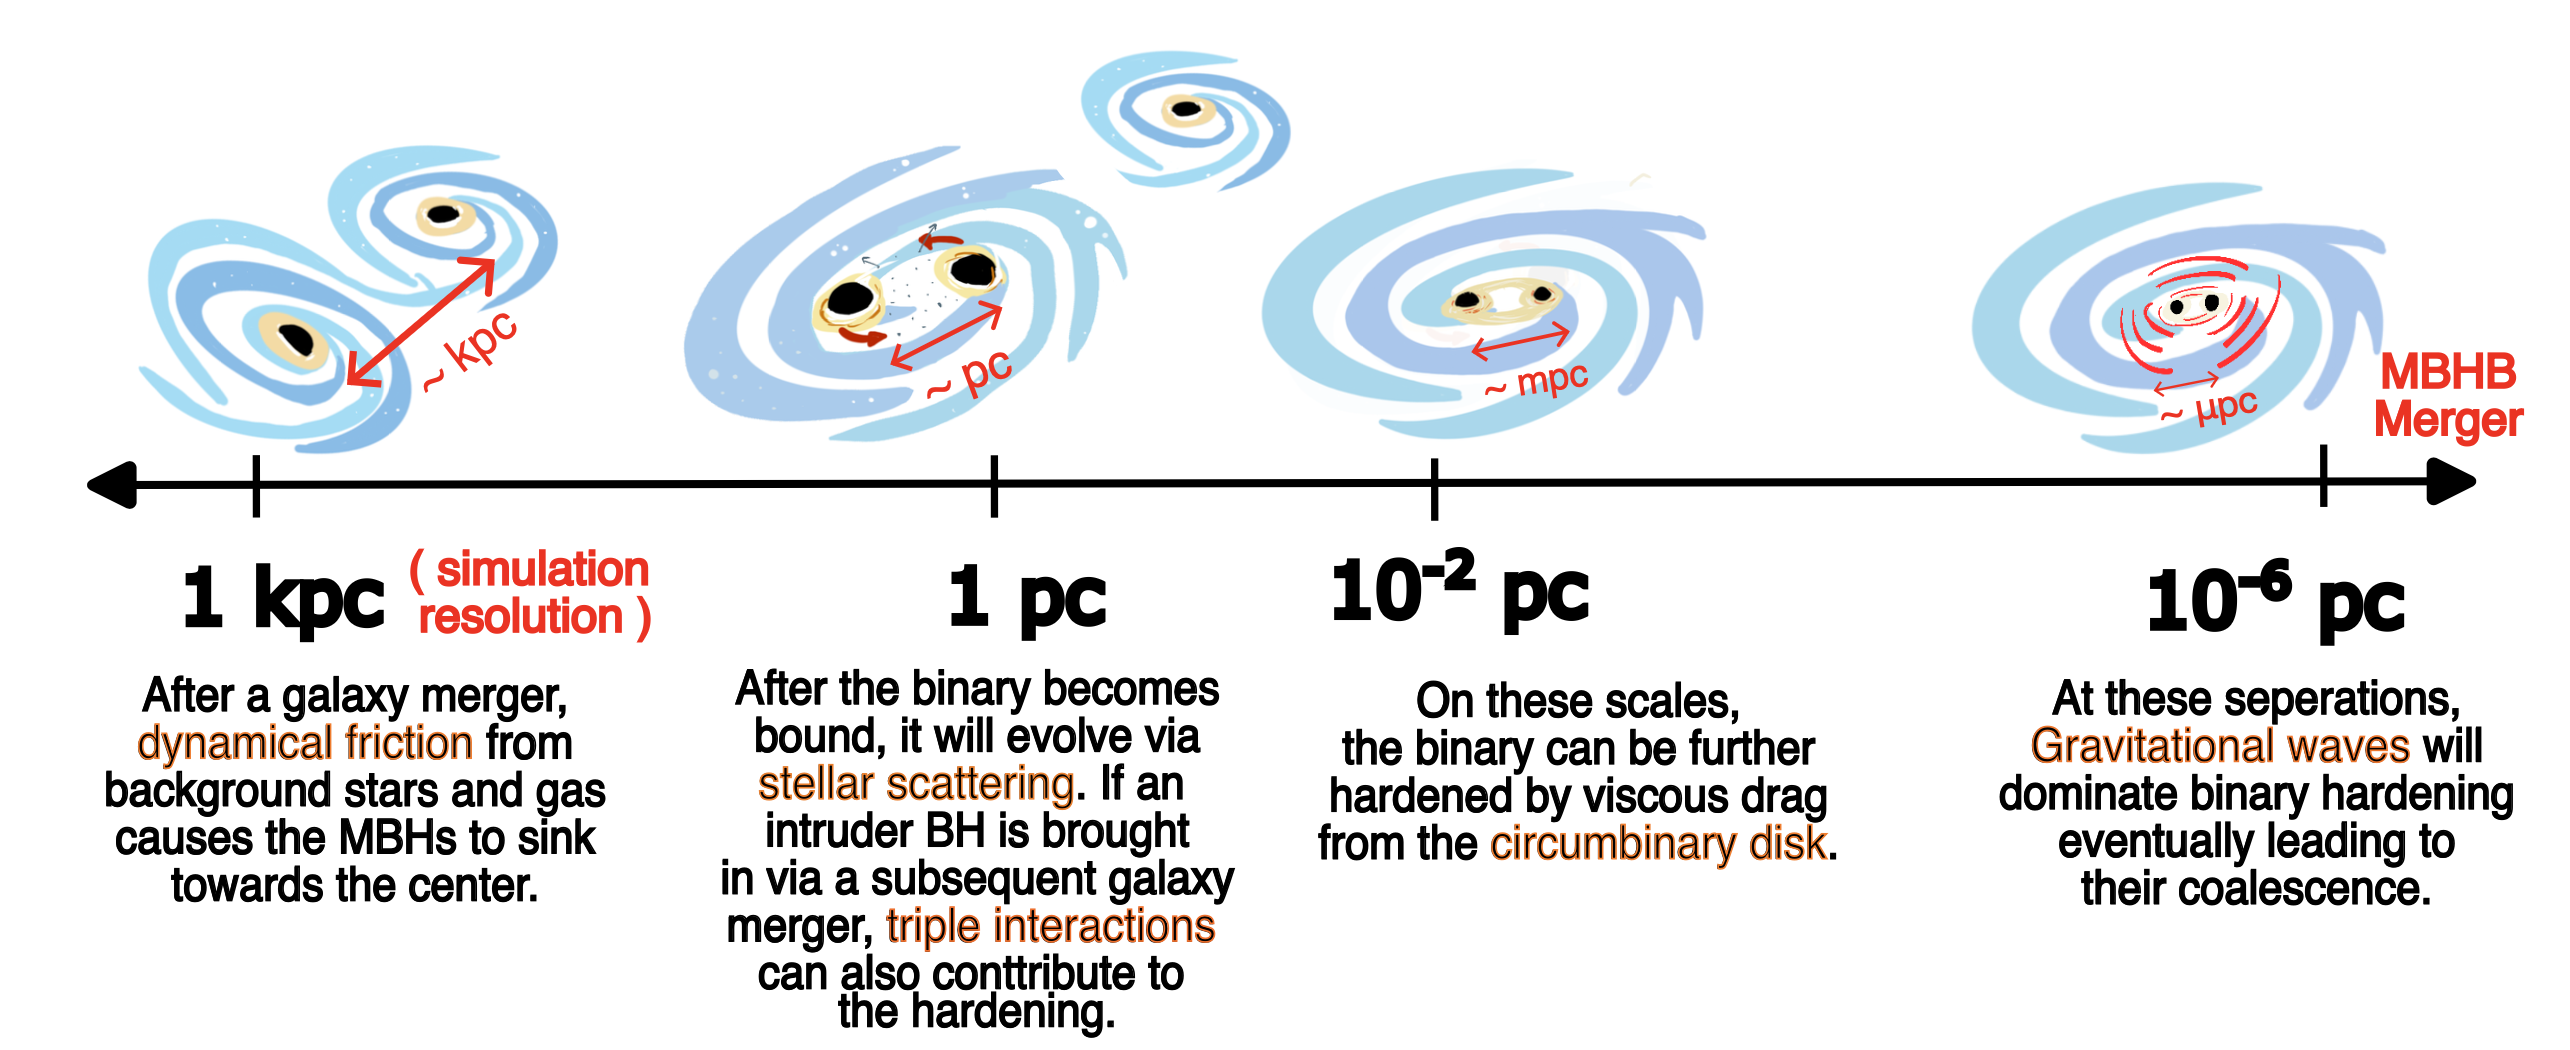 ~ kpc
~ pc
~ mpc
~ µpc
MBHB
Merger
1 kpc
( simulation
resolution )
1 pc
10⁻² pc
10⁻⁶ pc
After a galaxy merger,
dynamical friction from
background stars and gas
causes the MBHs to sink
towards the center.
After the binary becomes
bound, it will evolve via
stellar scattering. If an
intruder BH is brought
in via a subsequent galaxy
merger, triple interactions
can also conttribute to
the hardening.
On these scales,
the binary can be further
hardened by viscous drag
from the circumbinary disk.
At these seperations,
Gravitational waves will
dominate binary hardening
eventually leading to
their coalescence.